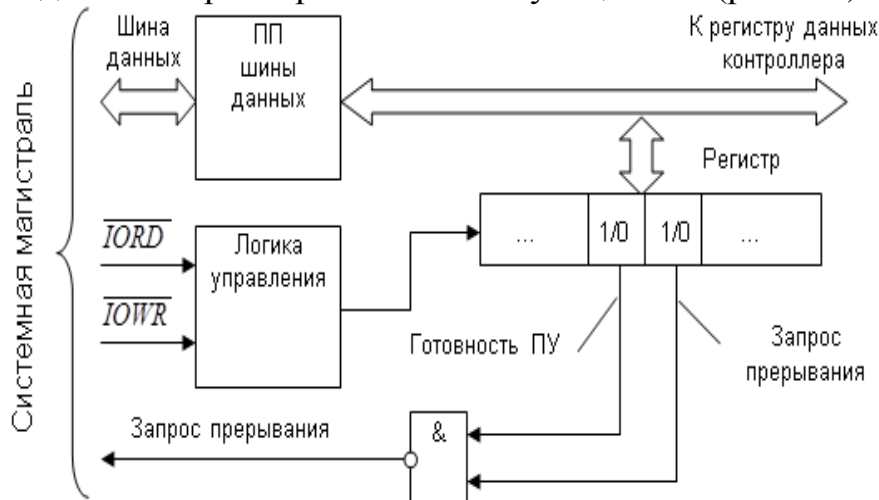 Шина
данных
ПП
шины
данных
К регистру данных
контроллера
Системная магистраль
Регистр
IORD
Логика
управления
...
1/0
1/0
...
IOWR
Готовность ПУ
Запрос
прерывания
Запрос прерывания
&